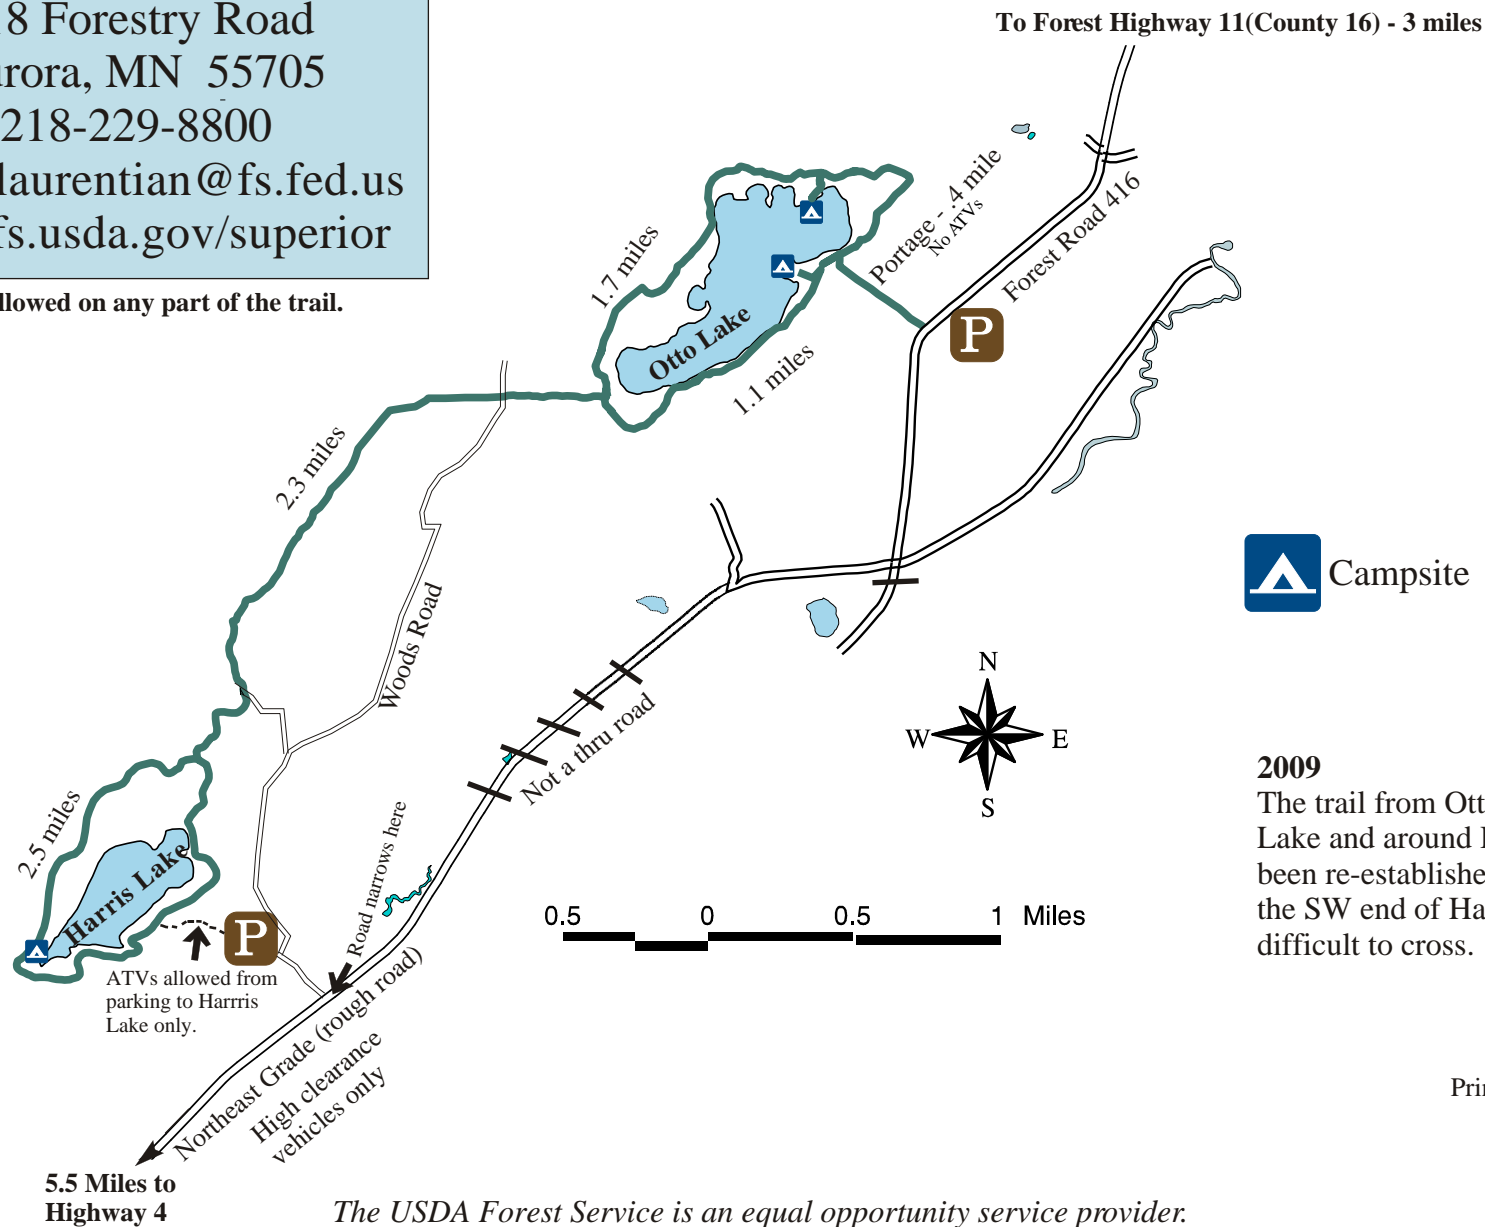 8 Forestry Road
rora, MN 55705
218-229-8800
laurentian@fs.fed.us
fs.usda.gov/superior
llowed on any part of the trail.
To Forest Highway 11(County 16) - 3 miles
Portage - .4 mile
No ATVs
Forest Road 416
P
1.7 miles
Otto Lake
1.1 miles
2.3 miles
Woods Road
Not a thru road
Campsite
N
W
E
S
2009
The trail from Ott
Lake and around
been re-establishe
the SW end of Ha
difficult to cross.
2.5 miles
Harris Lake
P
Road narrows here
0.5 0 0.5 1 Miles
ATVs allowed from
parking to Harrris
Lake only.
Northeast Grade (rough road)
High clearance
vehicles only
Prin
5.5 Miles to
Highway 4
The USDA Forest Service is an equal opportunity service provider.